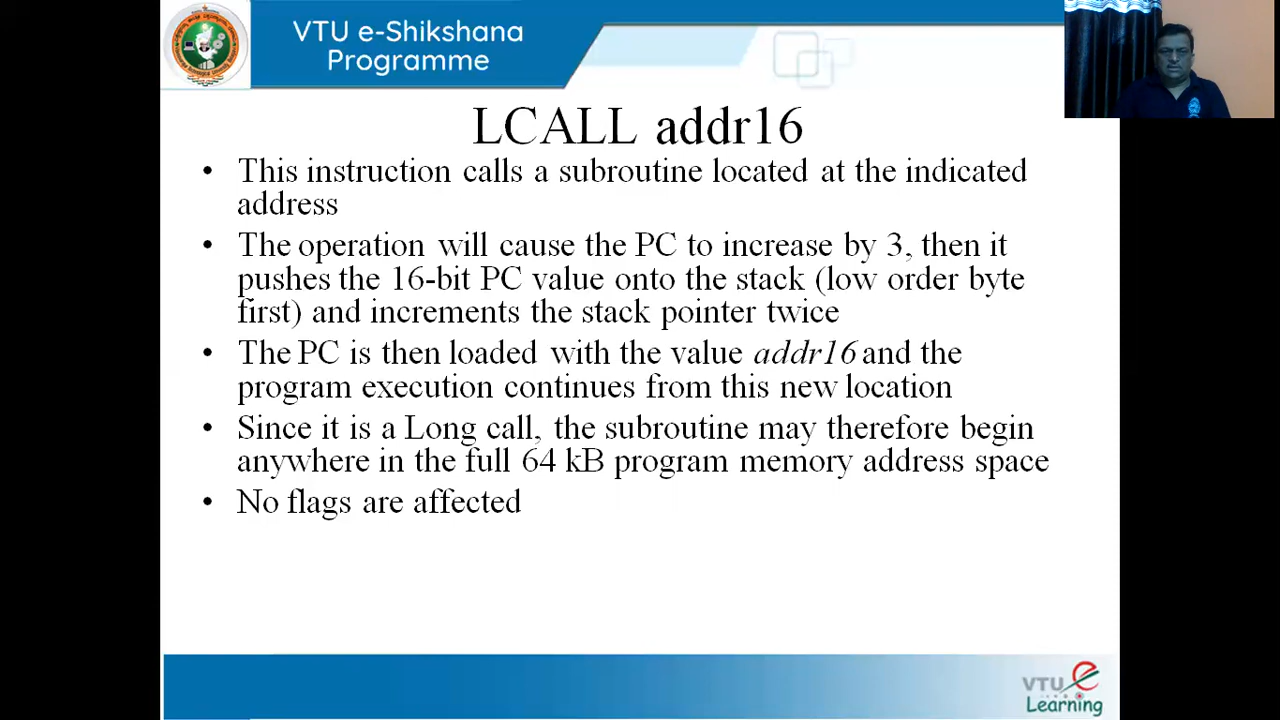 VTU e-Shikshana
Programme
LCALL addr16
• This instruction calls a subroutine located at the indicated
address
• The operation will cause the PC to increase by 3, then it
pushes the 16-bit PC value onto the stack (low order byte
first) and increments the stack pointer twice
• The PC is then loaded with the value addr16 and the
program execution continues from this new location
• Since it is a Long call, the subroutine may therefore begin
anywhere in the full 64 kB program memory address space
• No flags are affected
VTU e
Learning